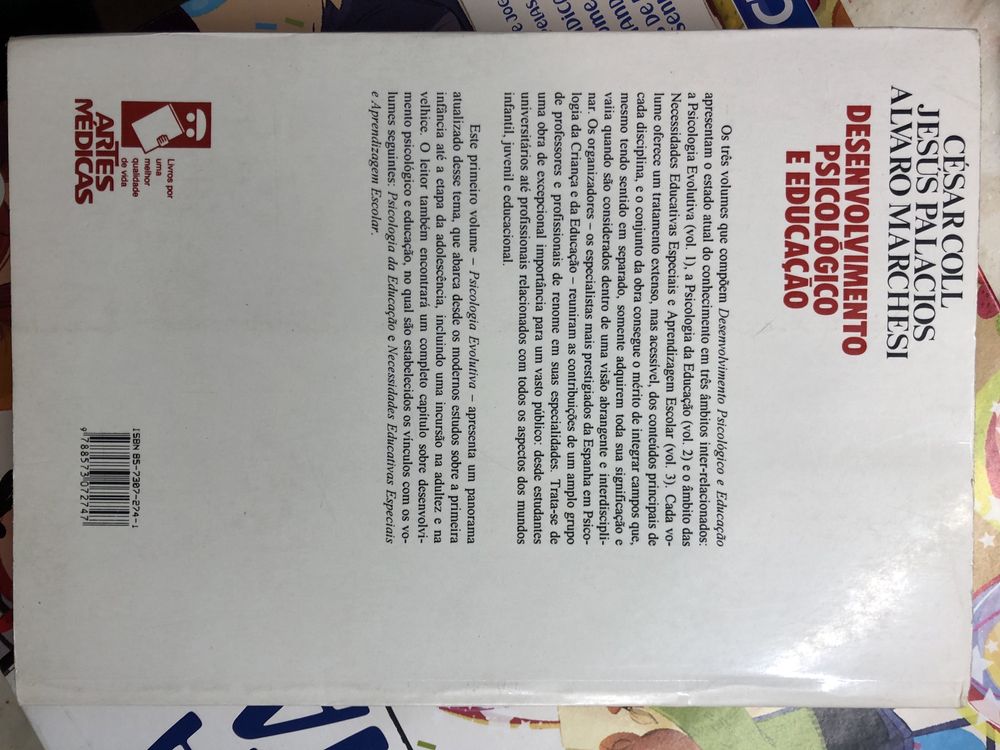 CÉSAR COLL
JESÚS PALACIOS
ALVARO MARCHESI
DESENVOLVIMENTO
PSICOLÓGICO
E EDUCAÇÃO
Os três volumes que compõem Desenvolvimento Psicológico e Educação
apresentam o estado atual do conhecimento em três âmbitos inter-relacionados:
a Psicologia Evolutiva (vol. 1), a Psicologia da Educação (vol. 2) e o âmbito das
Necessidades Educativas Especiais e Aprendizagem Escolar (vol. 3). Cada vo-
lume oferece um tratamento extenso, mas acessível, dos conteúdos principais de
cada disciplina, e o conjunto da obra consegue o mérito de integrar campos que,
mesmo tendo sentido em separado, somente adquirem toda sua significação e
valia quando são considerados dentro de uma visão abrangente e interdiscipli-
nar. Os organizadores – os especialistas mais prestigiados da Espanha em Psico-
logia da Criança e da Educação – reuniram as contribuições de um amplo grupo
de professores e profissionais de renome em suas especialidades. Trata-se de
uma obra de excepcional importância para um vasto público: desde estudantes
universitários até profissionais relacionados com todos os aspectos dos mundos
infantil, juvenil e educacional.
Este primeiro volume – Psicologia Evolutiva – apresenta um panorama
atualizado desse tema, que abarca desde os modernos estudos sobre a primeira
infância até a etapa da adolescência, incluindo uma incursão na adultez e na
velhice. O leitor também encontrará um completo capítulo sobre desenvolvi-
mento psicológico e educação, no qual são estabelecidos os vínculos com os vo-
lumes seguintes: Psicologia da Educação e Necessidades Educativas Especiais
e Aprendizagem Escolar.
Livros por
uma
melhor
qualidade
de vida
ARTES
MÉDICAS
ISBN 85-7307-274-1
9 788573 072747